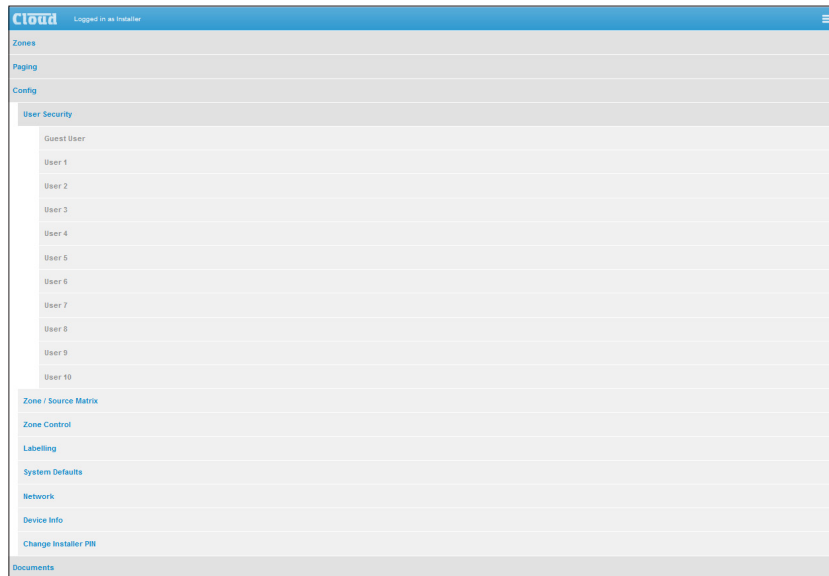 Cloud Logged in as Installer
Zones
Paging
Config
User Security
Guest User
User 1
User 2
User 3
User 4
User 5
User 6
User 7
User 8
User 9
User 10
Zone / Source Matrix
Zone Control
Labelling
System Defaults
Network
Device Info
Change Installer PIN
Documents